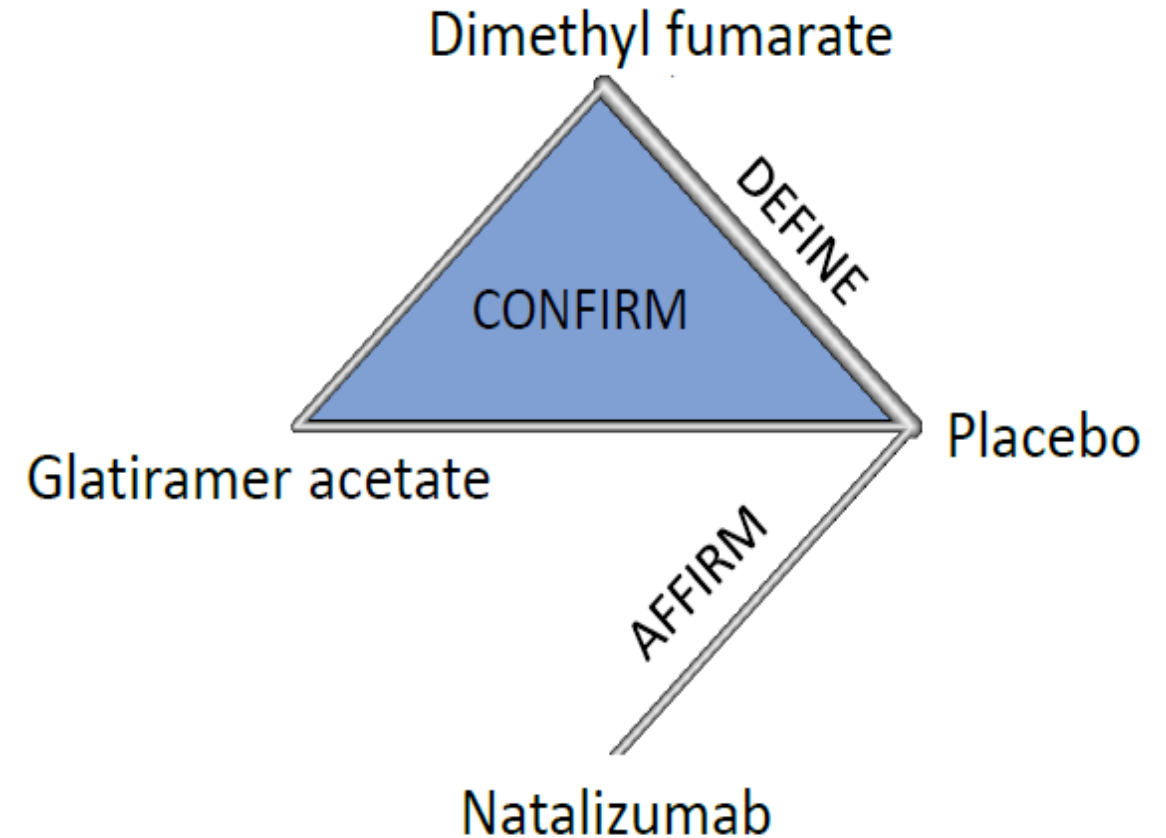 Dimethyl fumarate
DEFINE
CONFIRM
Placebo
Glatiramer acetate
AFFIRM
Natalizumab